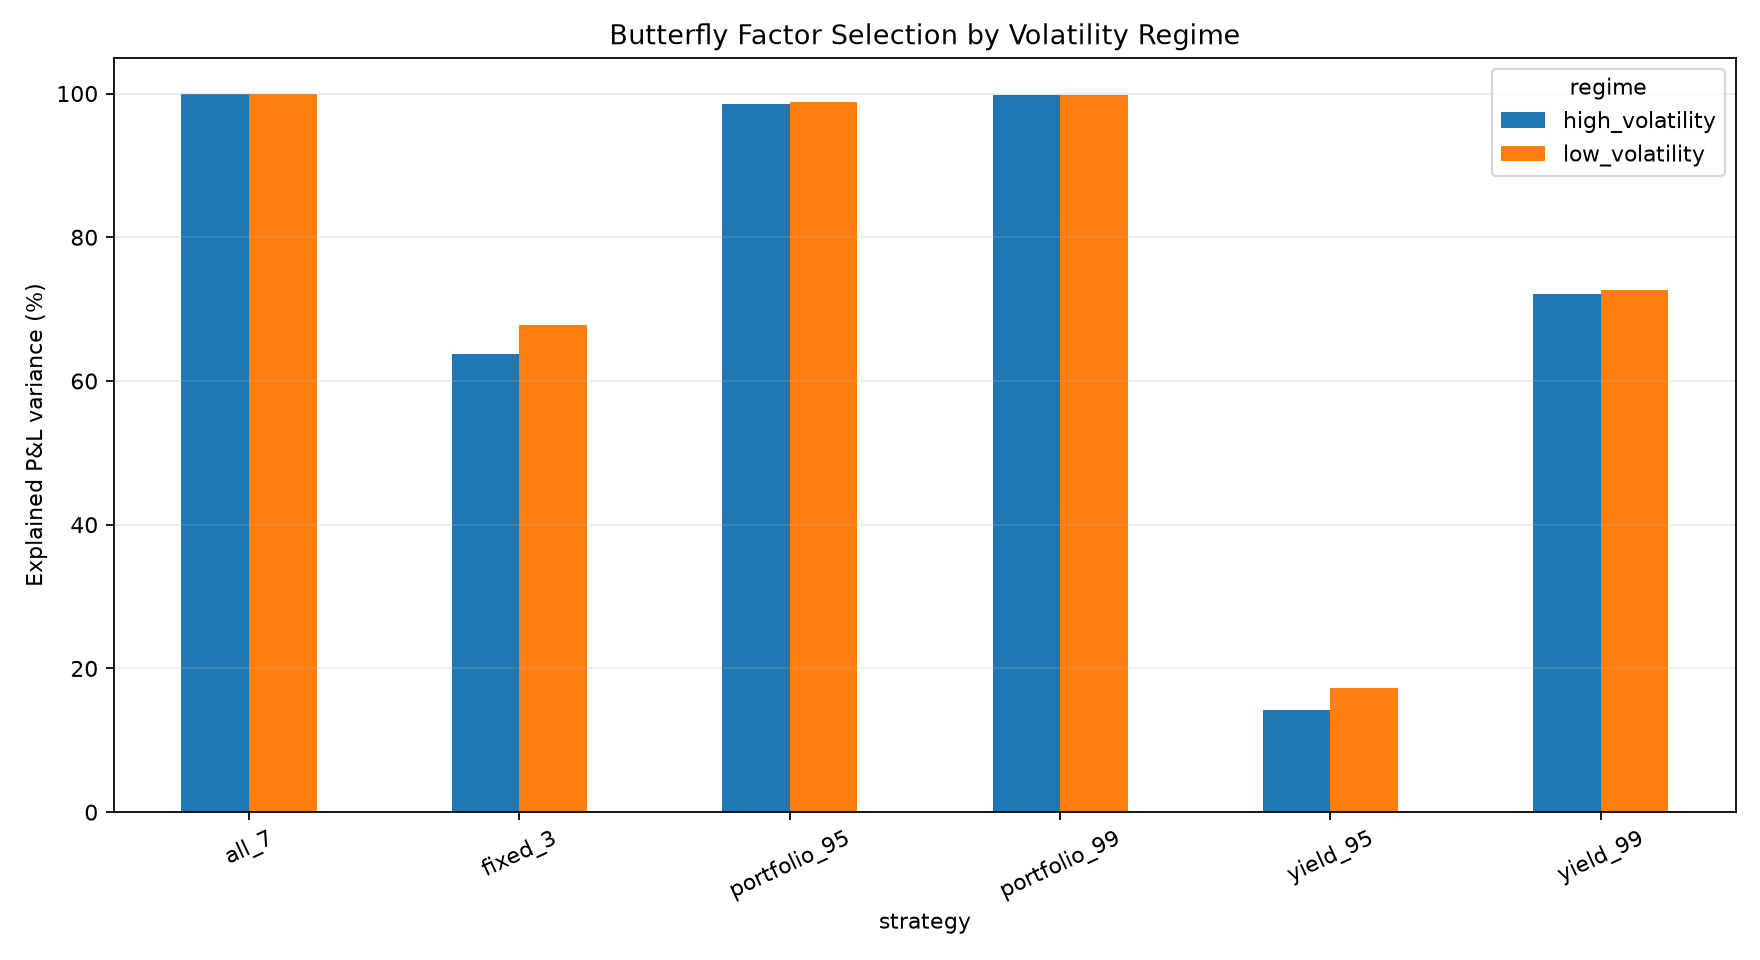 Butterfly Factor Selection by Volatility Regime
regime
high_volatility
low_volatility
Explained P&L variance (%)
100
80
60
40
20
0
all_7
fixed_3
portfolio_95
portfolio_99
yield_95
yield_99
strategy